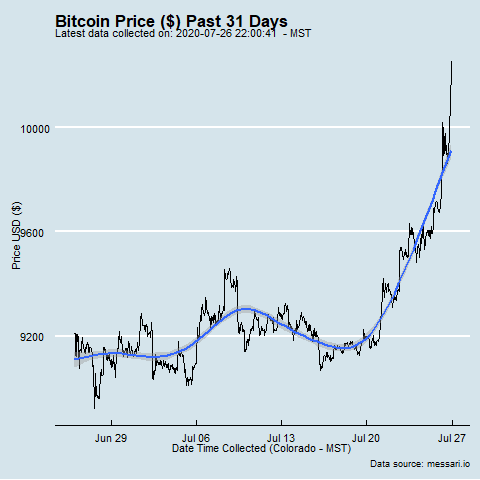 Bitcoin Price ($) Past 31 Days
Latest data collected on: 2020-07-26 22:00:41 - MST
10000
9600
9200
Price USD ($)
Jun 29 Jul 06 Jul 13 Jul 20 Jul 27
Date Time Collected (Colorado - MST)
Data source: messari.io